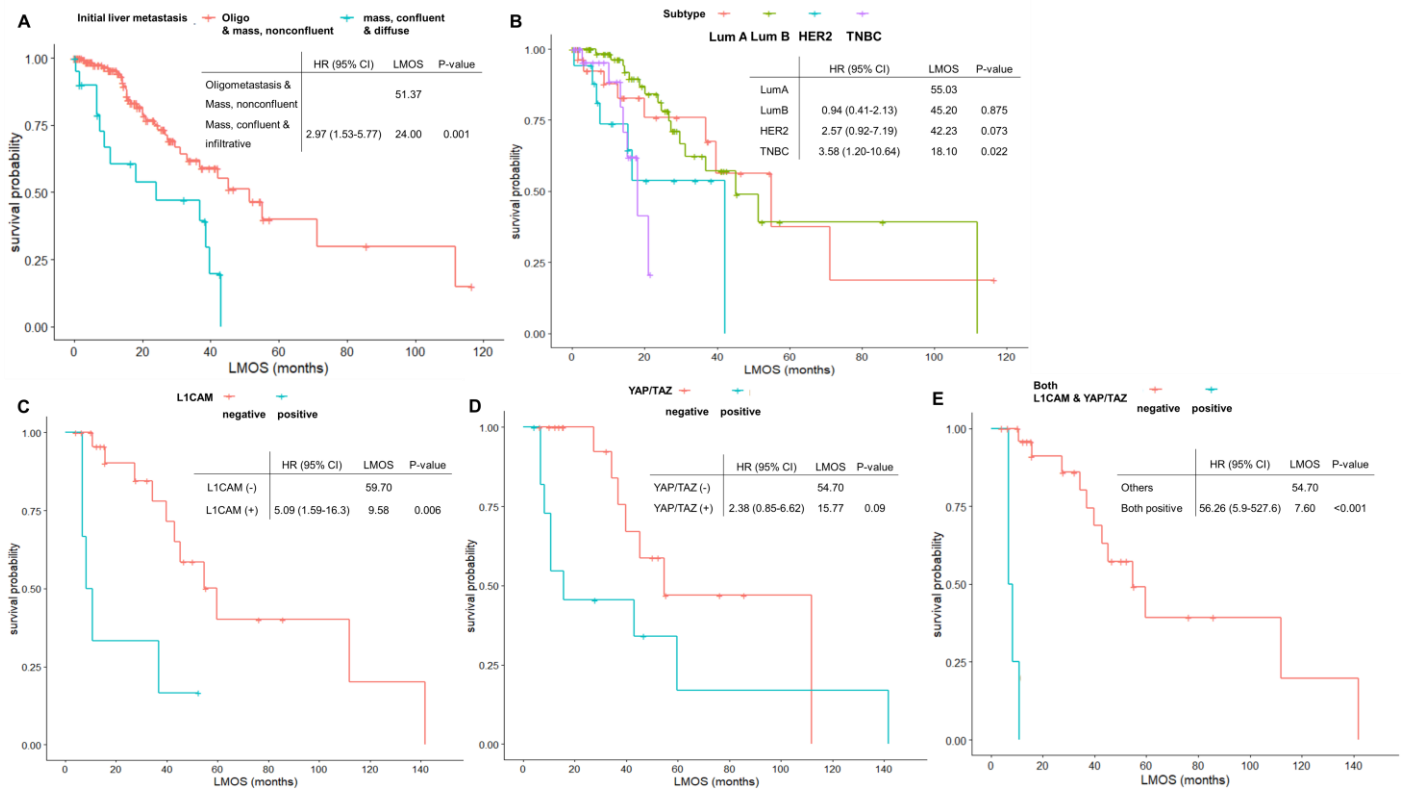 A
Initial liver metastasis Oligo mass, confluent
& mass, nonconfluent & diffuse
HR (95% CI) LMOS P-value
Oligometastasis &
51.37
Mass, nonconfluent
Mass, confluent &
2.97 (1.53-5.77) 24.00 0.001
infiltrative
survival probability
1.00
0.75
0.50
0.25
0.00
0 20 40 60 80 100 120
LMOS (months)
B
Subtype
Lum A Lum B HER2 TNBC
HR (95% CI) LMOS P-value
LumA 55.03
LumB 0.94 (0.41-2.13) 45.20 0.875
HER2 2.57 (0.92-7.19) 42.23 0.073
TNBC 3.58 (1.20-10.64) 18.10 0.022
survival probability
1.00
0.75
0.50
0.25
0.00
0 20 40 60 80 100 120
LMOS (months)
C
L1CAM
negative positive
HR (95% CI) LMOS P-value
L1CAM (-) 59.70
L1CAM (+) 5.09 (1.59-16.3) 9.58 0.006
survival probability
1.00
0.75
0.50
0.25
0.00
0 20 40 60 80 100 120 140
LMOS (months)
D
YAP/TAZ
negative positive
HR (95% CI) LMOS P-value
YAP/TAZ (-) 54.70
YAP/TAZ (+) 2.38 (0.85-6.62) 15.77 0.09
survival probability
1.00
0.75
0.50
0.25
0.00
0 20 40 60 80 100 120 140
LMOS (months)
E
Both
L1CAM & YAP/TAZ negative positive
HR (95% CI) LMOS P-value
Others 54.70
Both positive 56.26 (5.9-527.6) 7.60 <0.001
survival probability
1.00
0.75
0.50
0.25
0.00
0 20 40 60 80 100 120 140
LMOS (months)